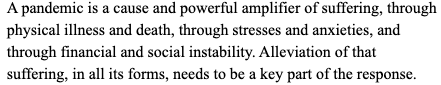 A pandemic is a cause and powerful amplifier of suffering, through
physical illness and death, through stresses and anxieties, and
through financial and social instability. Alleviation of that
suffering, in all its forms, needs to be a key part of the response.